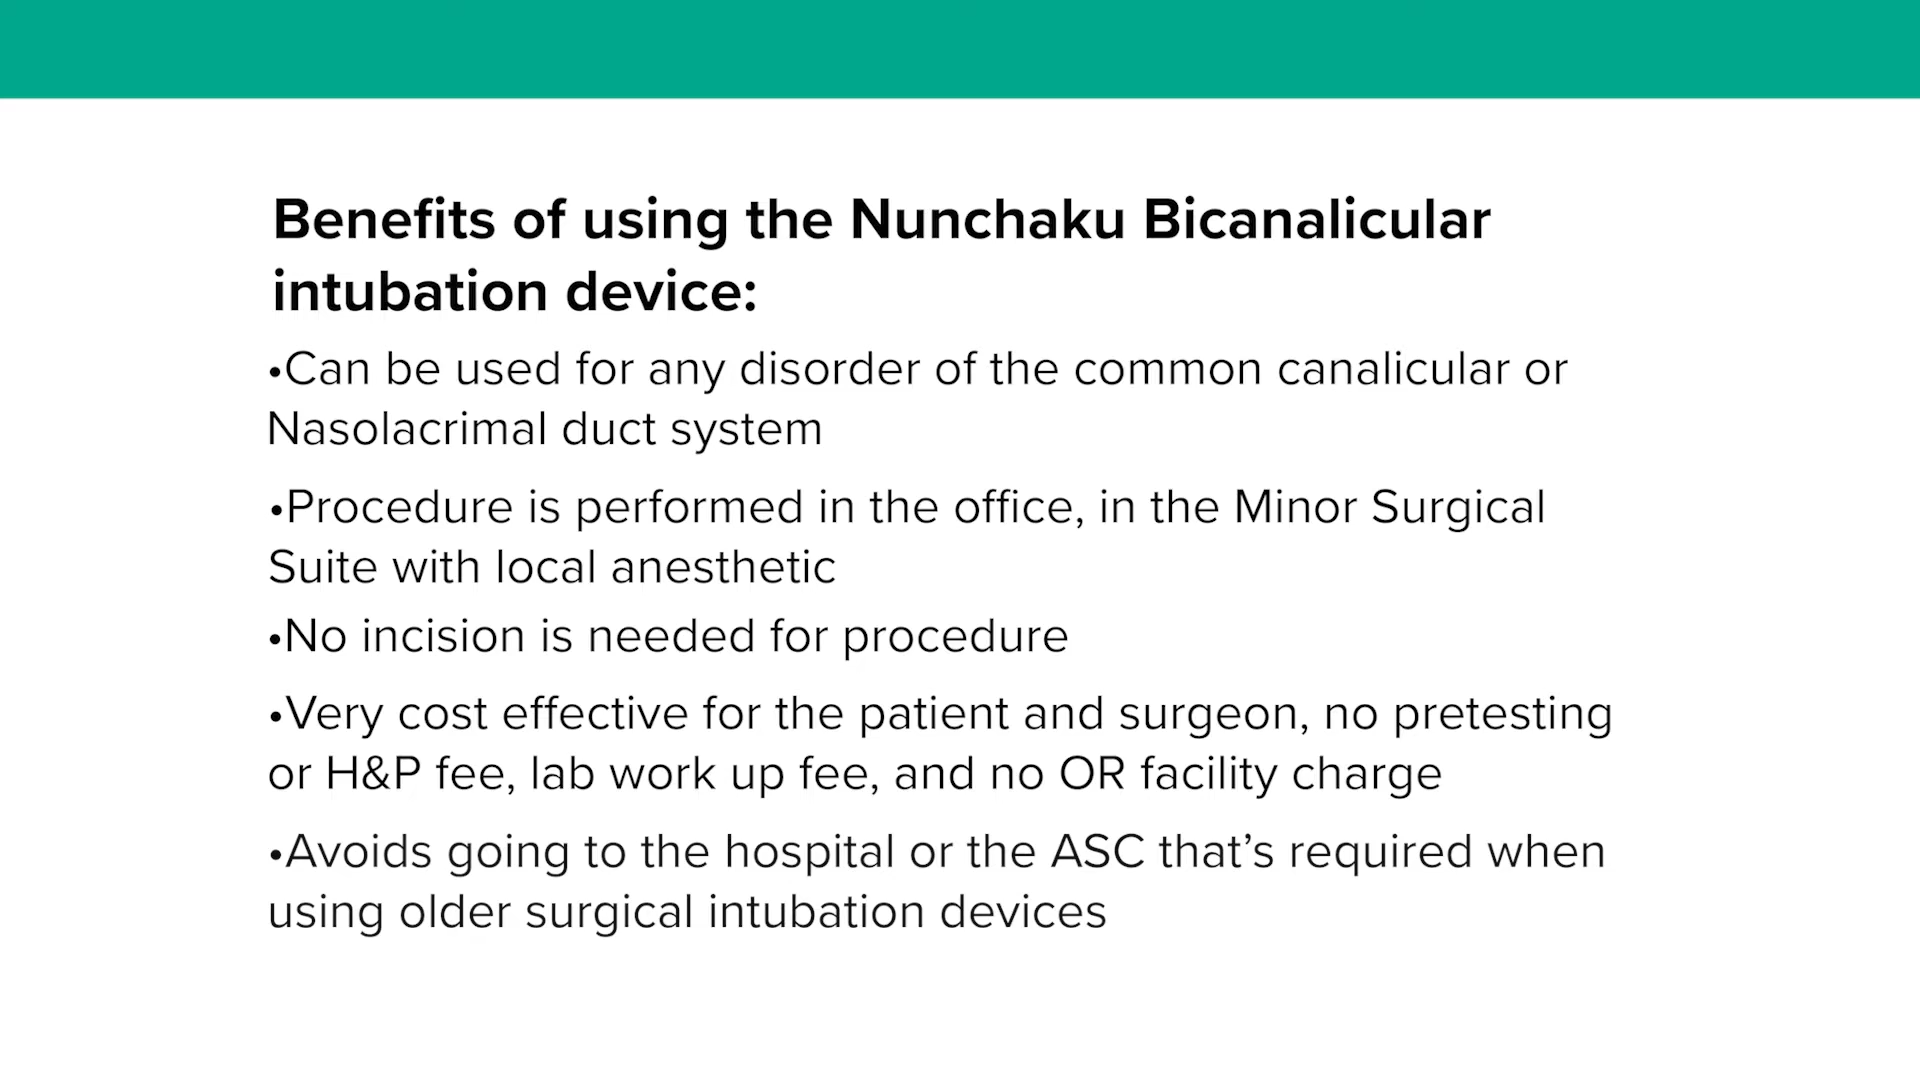 Benefits of using the Nunchaku Bicanalicular
intubation device:
•Can be used for any disorder of the common canalicular or
Nasolacrimal duct system
•Procedure is performed in the office, in the Minor Surgical
Suite with local anesthetic
•No incision is needed for procedure
•Very cost effective for the patient and surgeon, no pretesting
or H&P fee, lab work up fee, and no OR facility charge
•Avoids going to the hospital or the ASC that’s required when
using older surgical intubation devices